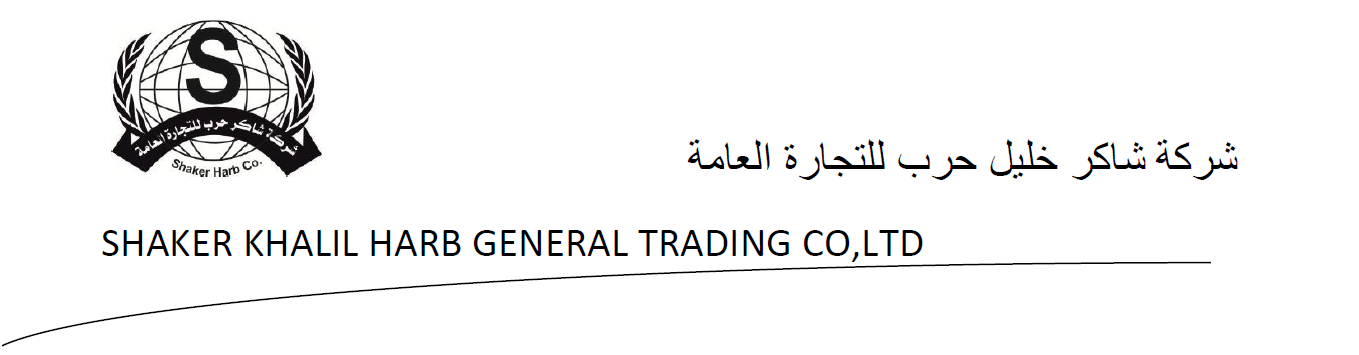 S
شركة شاكر حرب للتجارة العامة
Shaker Harb Co.
شركة شاكر خليل حرب للتجارة العامة
SHAKER KHALIL HARB GENERAL TRADING CO,LTD